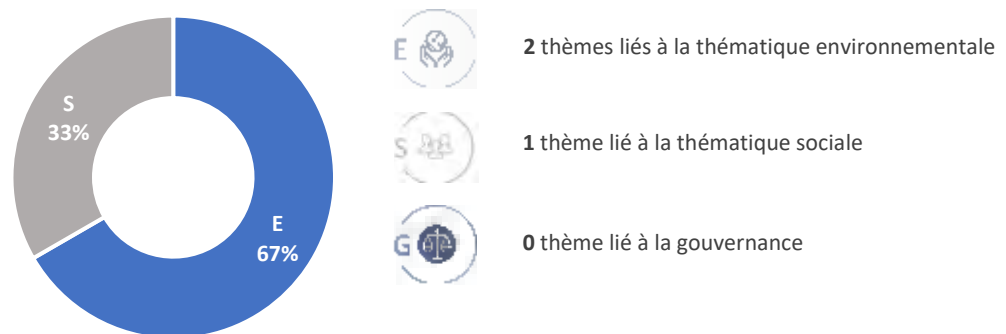 S
33%
E
67%
E
2 thèmes liés à la thématique environnementale
S
1 thème lié à la thématique sociale
G
0 thème lié à la gouvernance